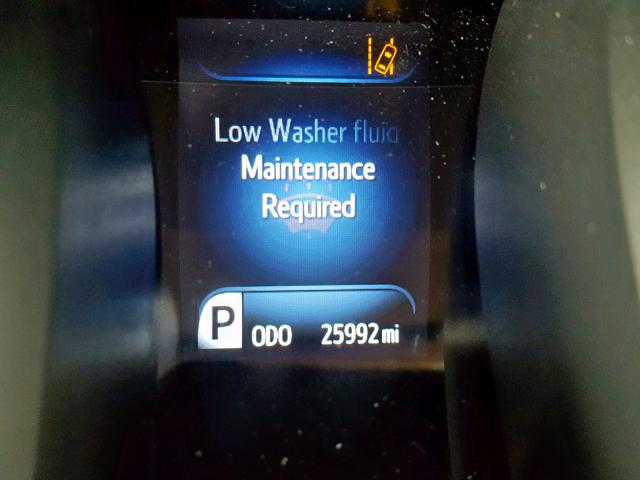 Low Washer fluid
Maintenance
Required
P
ODO 25992 mi